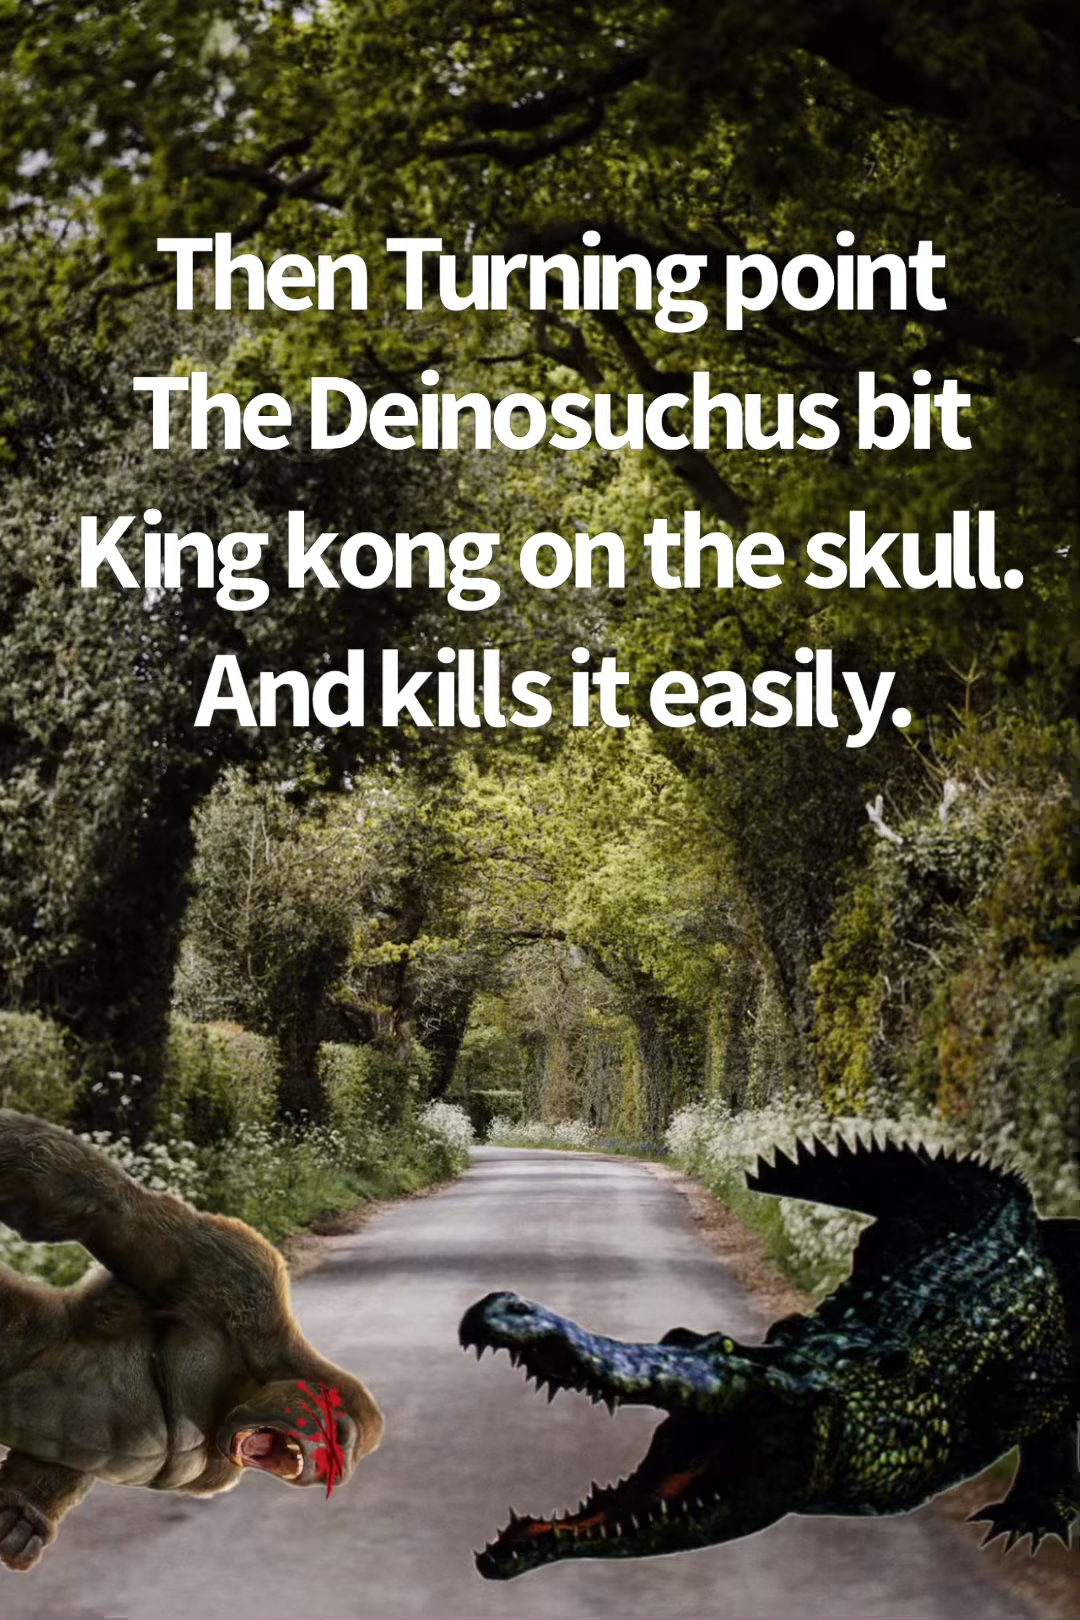 Then Turning point
The Deinosuchus bit
King kong on the skull.
And kills it easily.